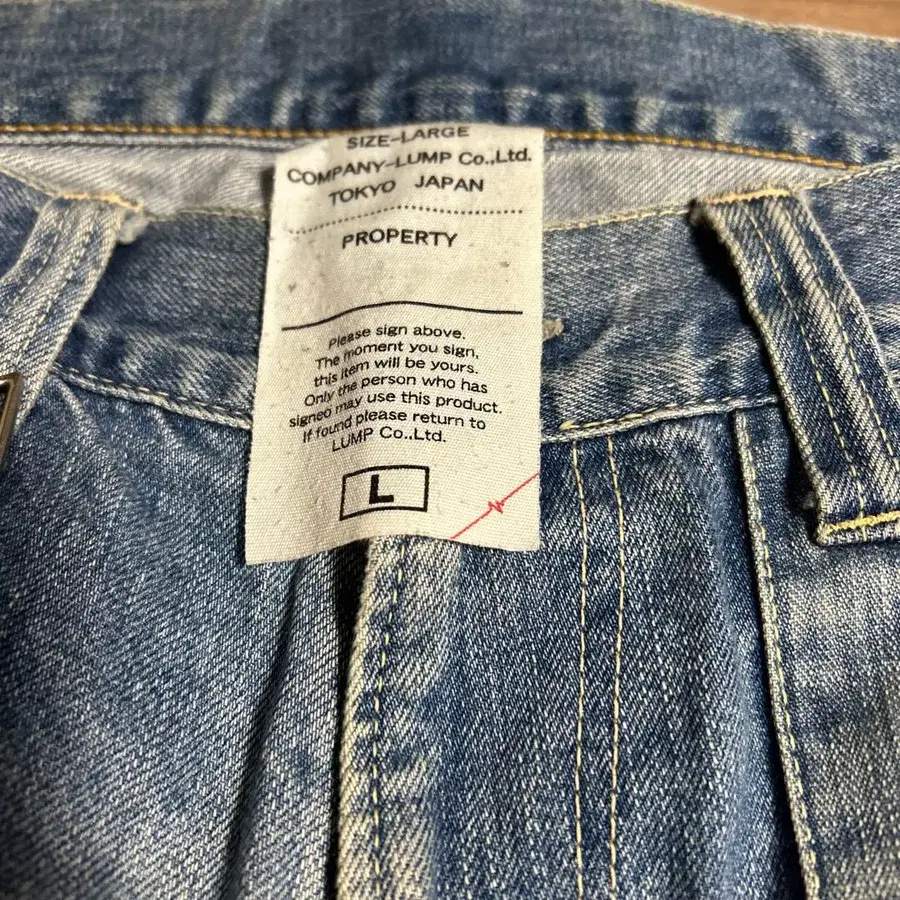 SIZE-LARGE
COMPANY-LUMP Co.,Ltd.
TOKYO JAPAN
PROPERTY
Please sign above.
The moment you sign,
this item will be yours.
Only the person who has
signed may use this product.
If found please return to
LUMP Co.,Ltd.
L